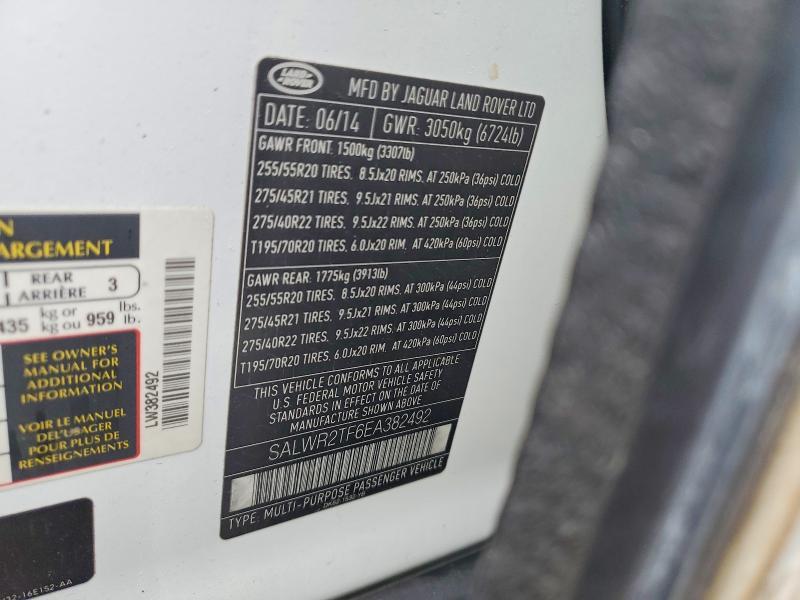 N
ARGEMENT
REAR
ARRIÈRE 3
435 kg or kg ou 959 lbs. lb.
SEE OWNER'S
MANUAL FOR
ADDITIONAL
INFORMATION
VOIR LE MANUEL
DEL'USAGER
POUR PLUS DE
RENSEIGNEMENTS
LW382492
16E152-AA
LAND
ROVER
MFD BY JAGUAR LAND ROVER LTD
DATE: 06/14 GWR: 3050kg (6724lb)
GAWR FRONT. 1500kg (3307lb)
255/55R20 TIRES. 8.5Jx20 RIMS. AT 250kPa (36psi) COLD
275/45R21 TIRES. 9.5Jx21 RIMS. AT 250kPa (36psi) COLD
275/40R22 TIRES. 9.5Jx22 RIMS. AT 250kPa (36psi) COLD
T195/70R20 TIRES. 6.0Jx20 RIM. AT 420kPa (60psi) COLD
GAWR REAR: 1775kg (3913lb)
255/55R20 TIRES. 8.5Jx20 RIMS. AT 300kPa (44psi) COLD
275/45R21 TIRES. 9.5Jx21 RIMS. AT 300kPa (44psi) COLD
275/40R22 TIRES. 9.5Jx22 RIMS. AT 300kPa (44psi) COLD
T195/70R20 TIRES. 6.0Jx20 RIM. AT 420kPa (60psi) COLD
THIS VEHICLE CONFORMS TO ALL APPLICABLE
U.S. FEDERAL MOTOR VEHICLE SAFETY
STANDARDS IN EFFECT ON THE DATE OF
MANUFACTURE SHOWN ABOVE.
SALWR2TF6EA382492
TYPE: MULTI-PURPOSE PASSENGER VEHICLE